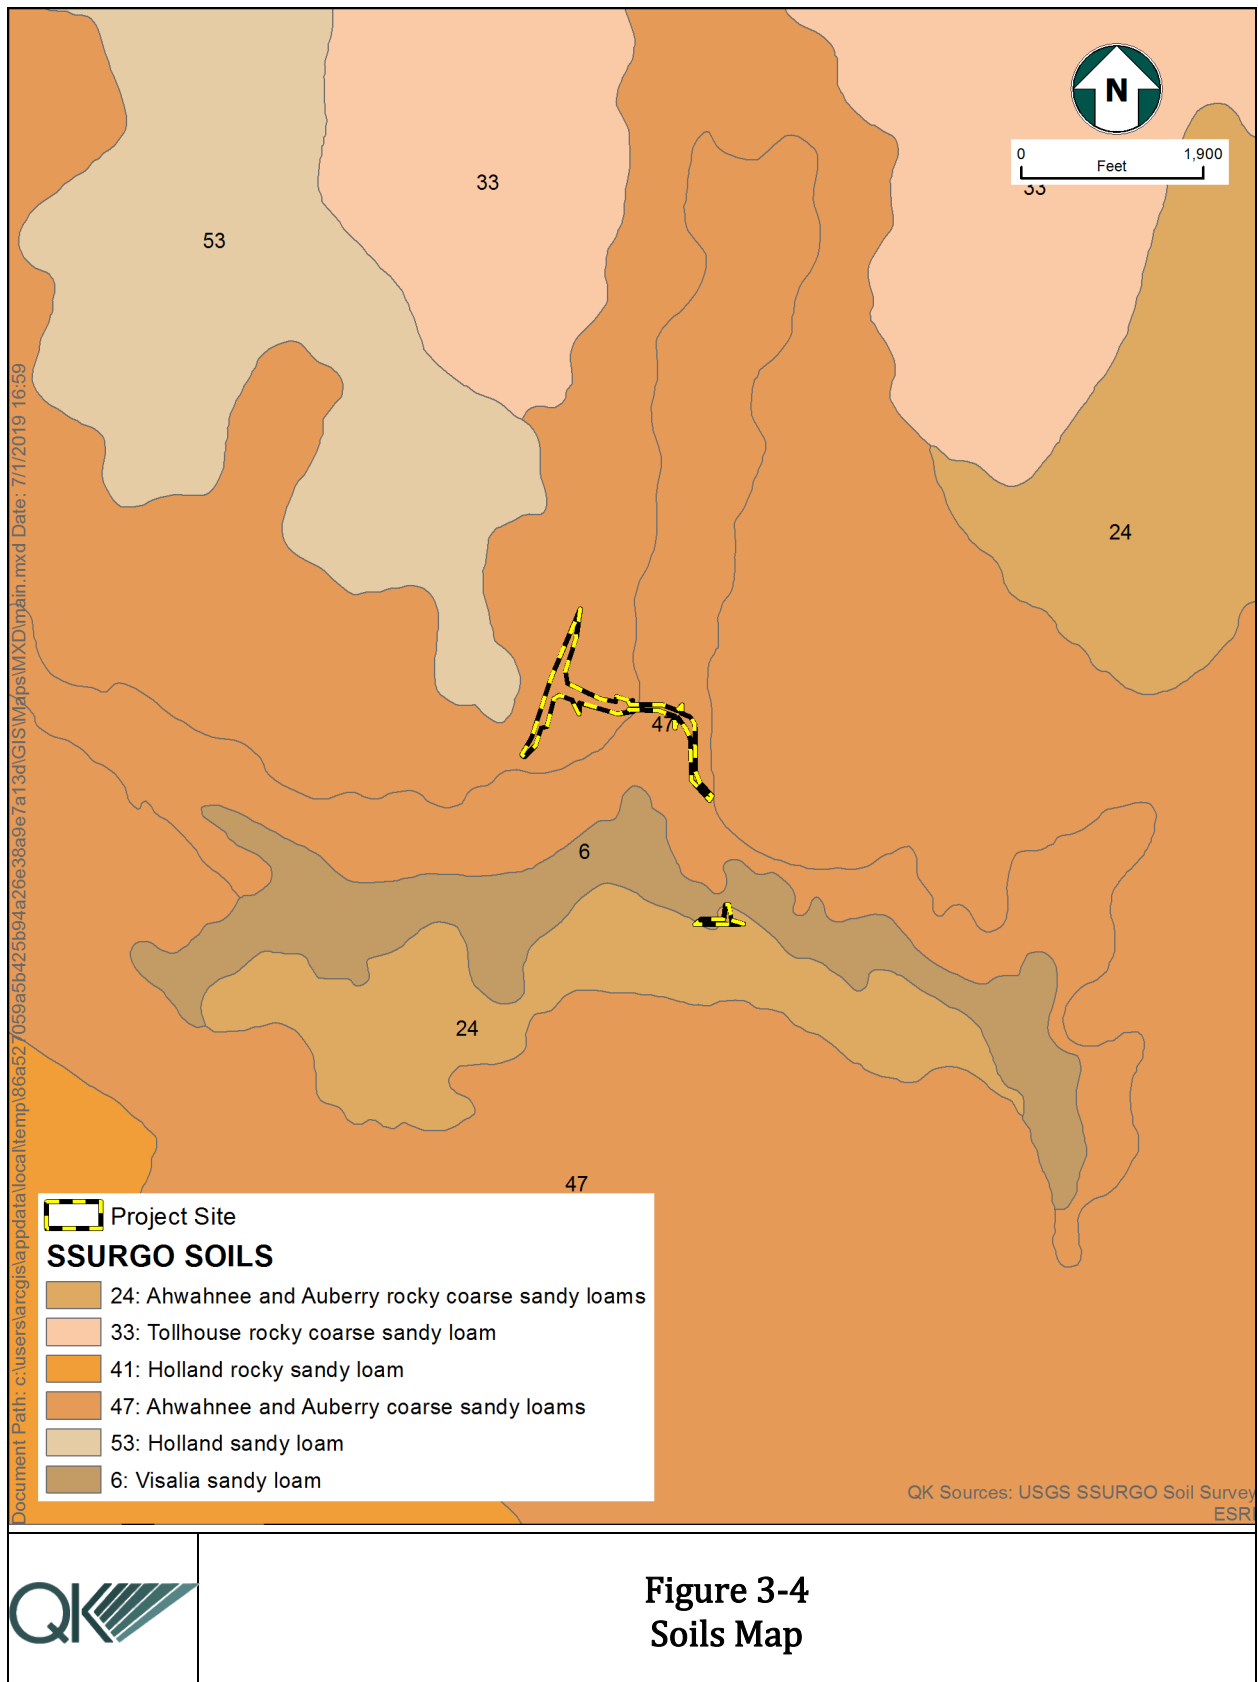 N
0 1,900
Feet
33
33
53
24
47
6
24
47
Document Path: c:\users\arcgis\appdata\local\temp\86a527059a5b425b94a26e38a9e7a13d\GIS\Maps\MXD\main.mxd Date: 7/1/2019 16:59
Project Site
SSURGO SOILS
24: Ahwahnee and Auberry rocky coarse sandy loams
33: Tollhouse rocky coarse sandy loam
41: Holland rocky sandy loam
47: Ahwahnee and Auberry coarse sandy loams
53: Holland sandy loam
6: Visalia sandy loam
QK Sources: USGS SSURGO Soil Survey
ESRI
QK
Figure 3-4
Soils Map